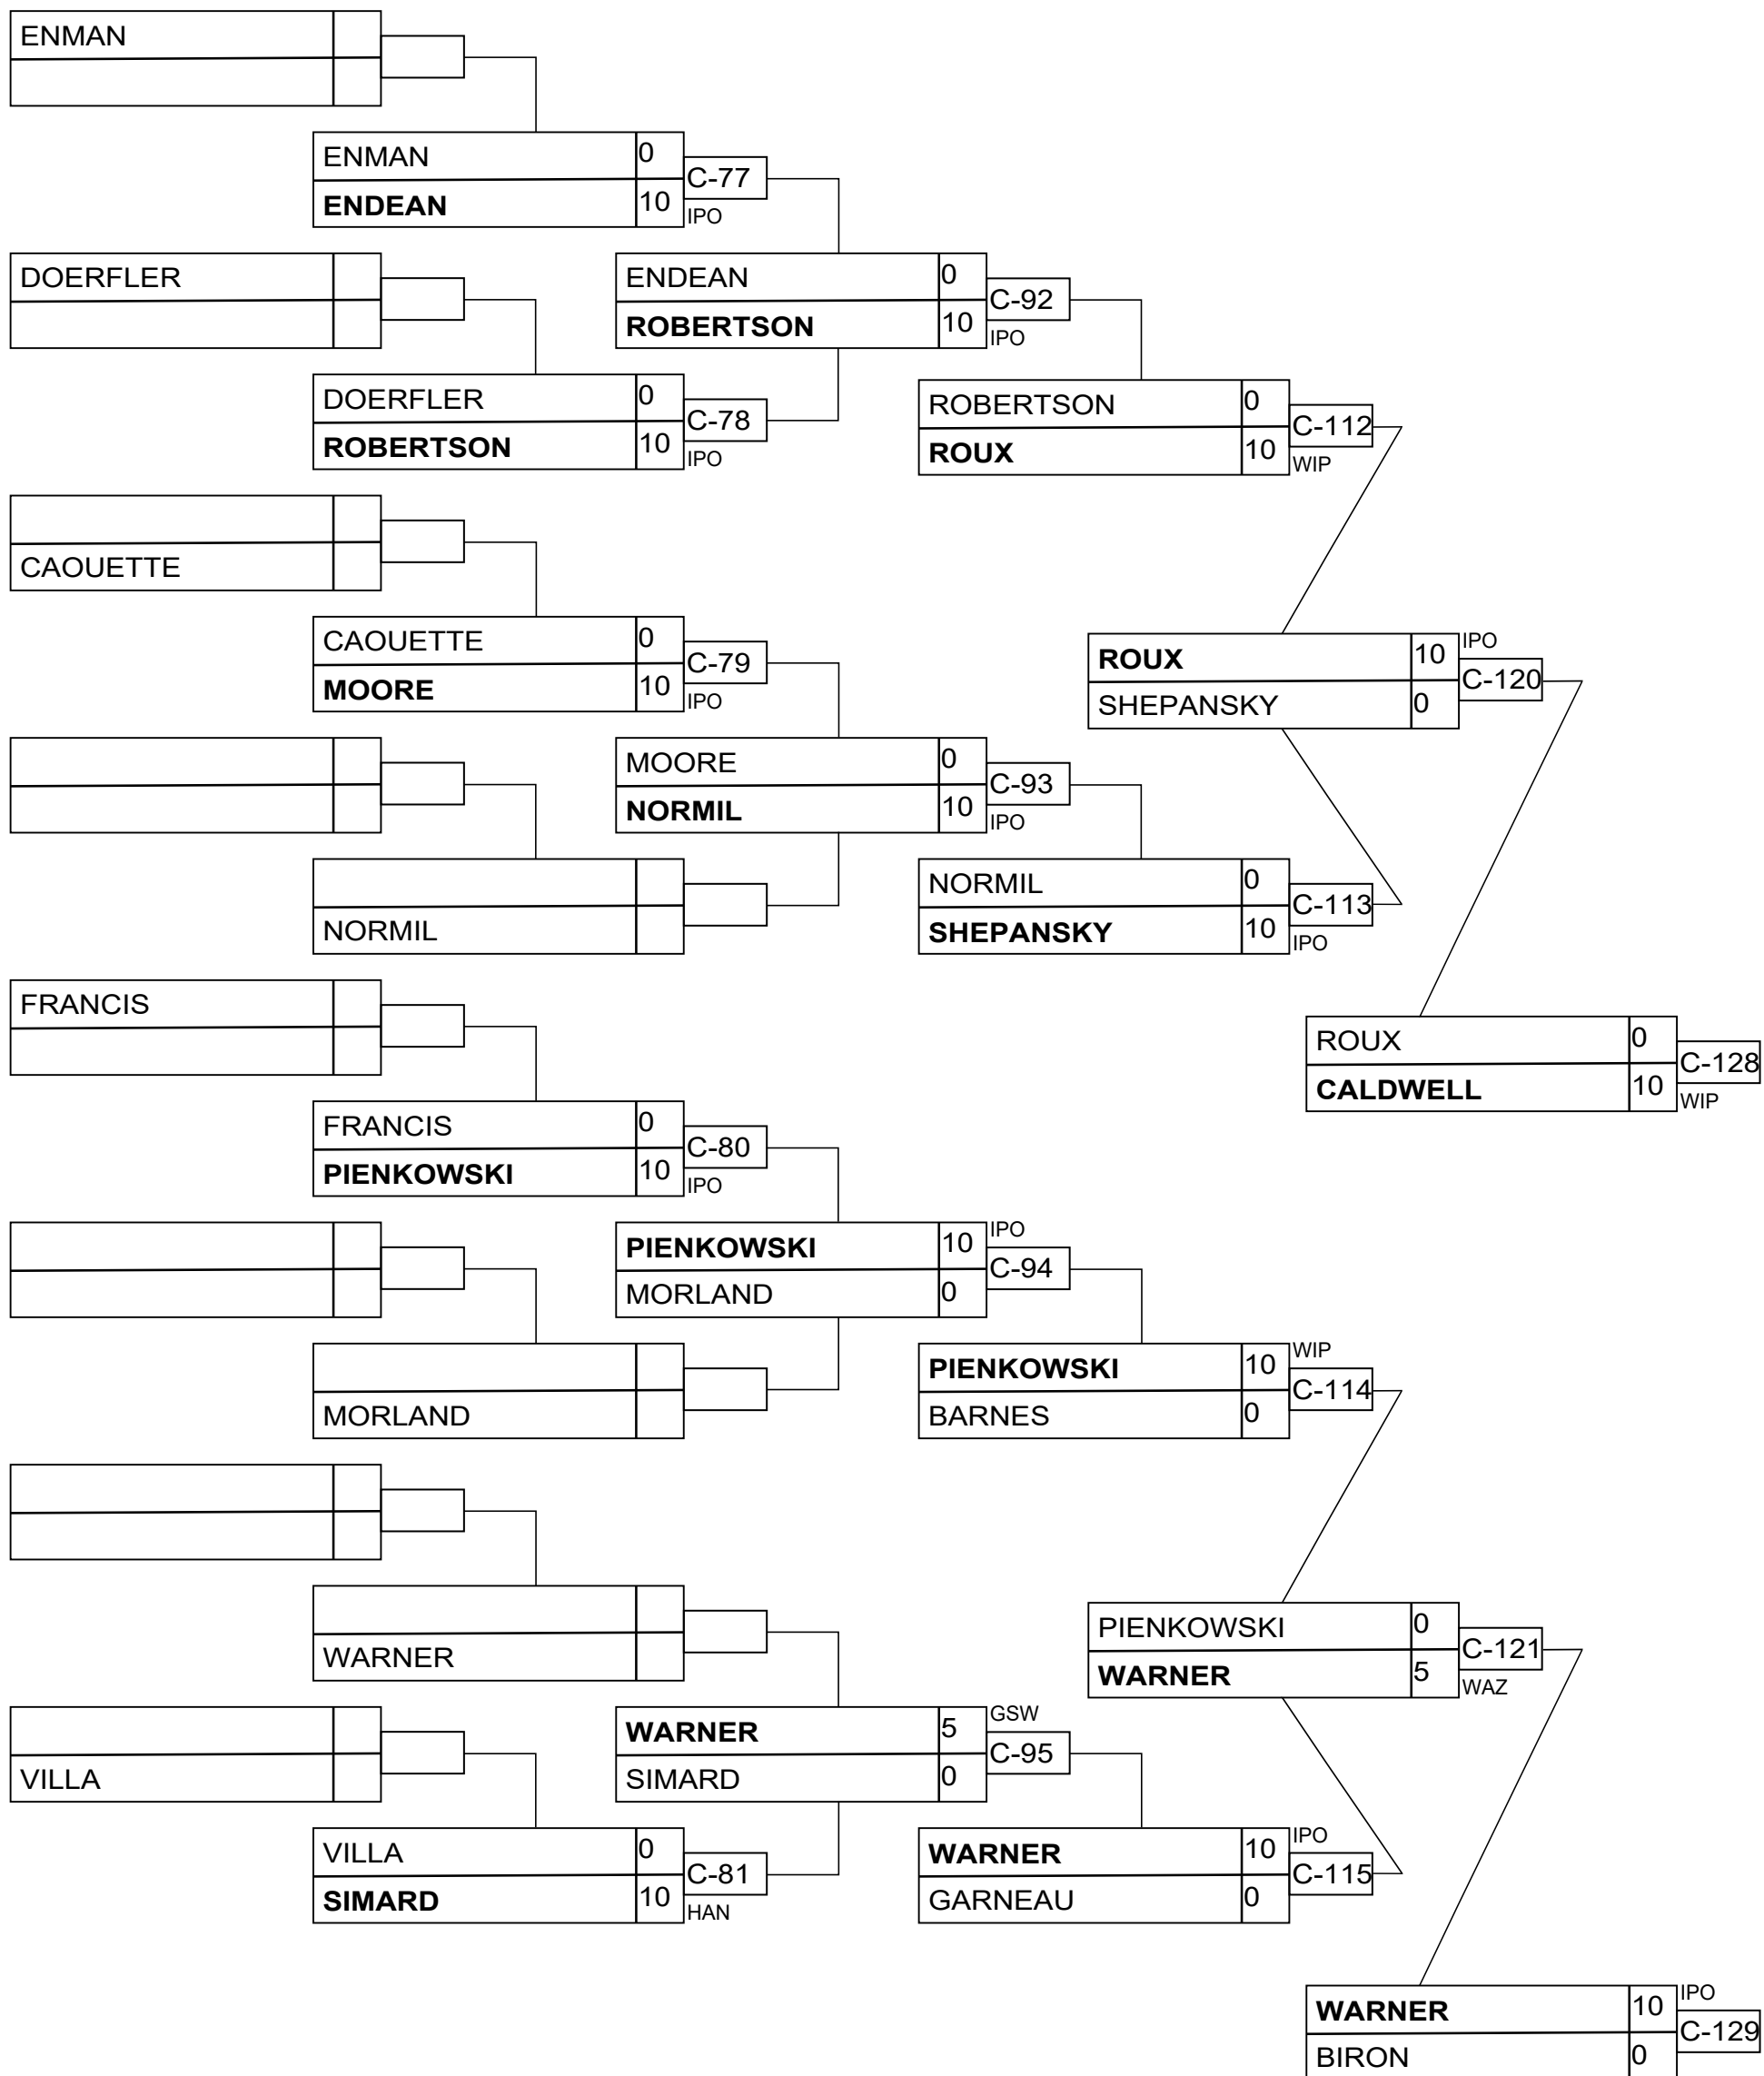 ENMAN
ENMAN 0
C-77
ENDEAN 10
IPO
DOERFLER
ENDEAN 0
C-92
ROBERTSON 10
IPO
DOERFLER 0
C-78
ROBERTSON 10
IPO
ROBERTSON 0
C-112
ROUX 10
WIP
CAOUETTE
CAOUETTE 0
C-79
MOORE 10
IPO
ROUX 10
IPO
C-120
SHEPANSKY 0
MOORE 0
C-93
NORMIL 10
IPO
NORMIL
NORMIL 0
C-113
SHEPANSKY 10
IPO
FRANCIS
ROUX 0
C-128
CALDWELL 10
WIP
FRANCIS 0
C-80
PIENKOWSKI 10
IPO
PIENKOWSKI 10
IPO
C-94
MORLAND 0
MORLAND
PIENKOWSKI 10
WIP
C-114
BARNES 0
WARNER
PIENKOWSKI 0
C-121
WARNER 5
WAZ
VILLA
WARNER 5
GSW
C-95
SIMARD 0
VILLA 0
C-81
SIMARD 10
HAN
WARNER 10
IPO
C-115
GARNEAU 0
WARNER 10
IPO
C-129
BIRON 0